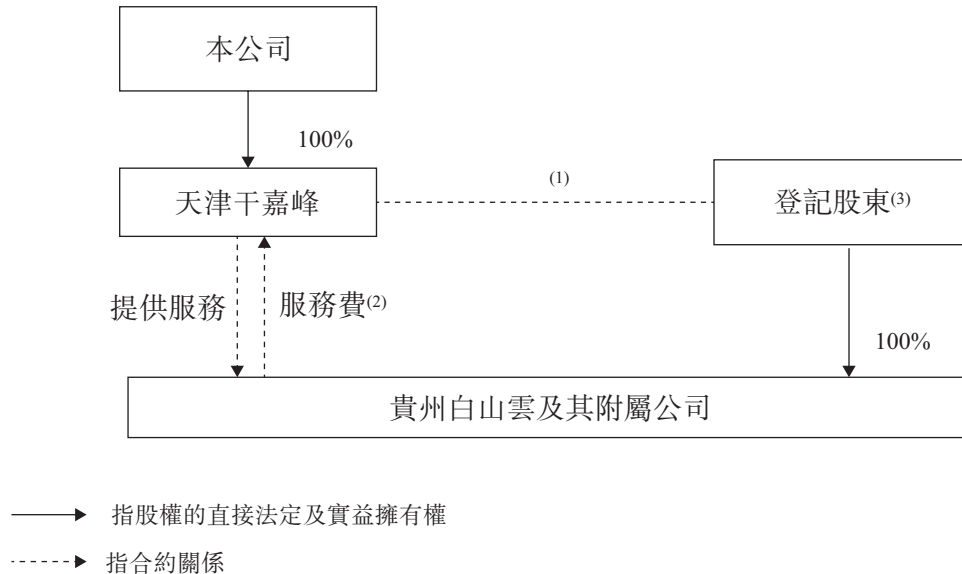 本公司
100%
天津干嘉峰
(1)
登記股東(3)
提供服務
服務費(2)
100%
貴州白山雲及其附屬公司
指股權的直接法定及實益擁有權
指合約關係